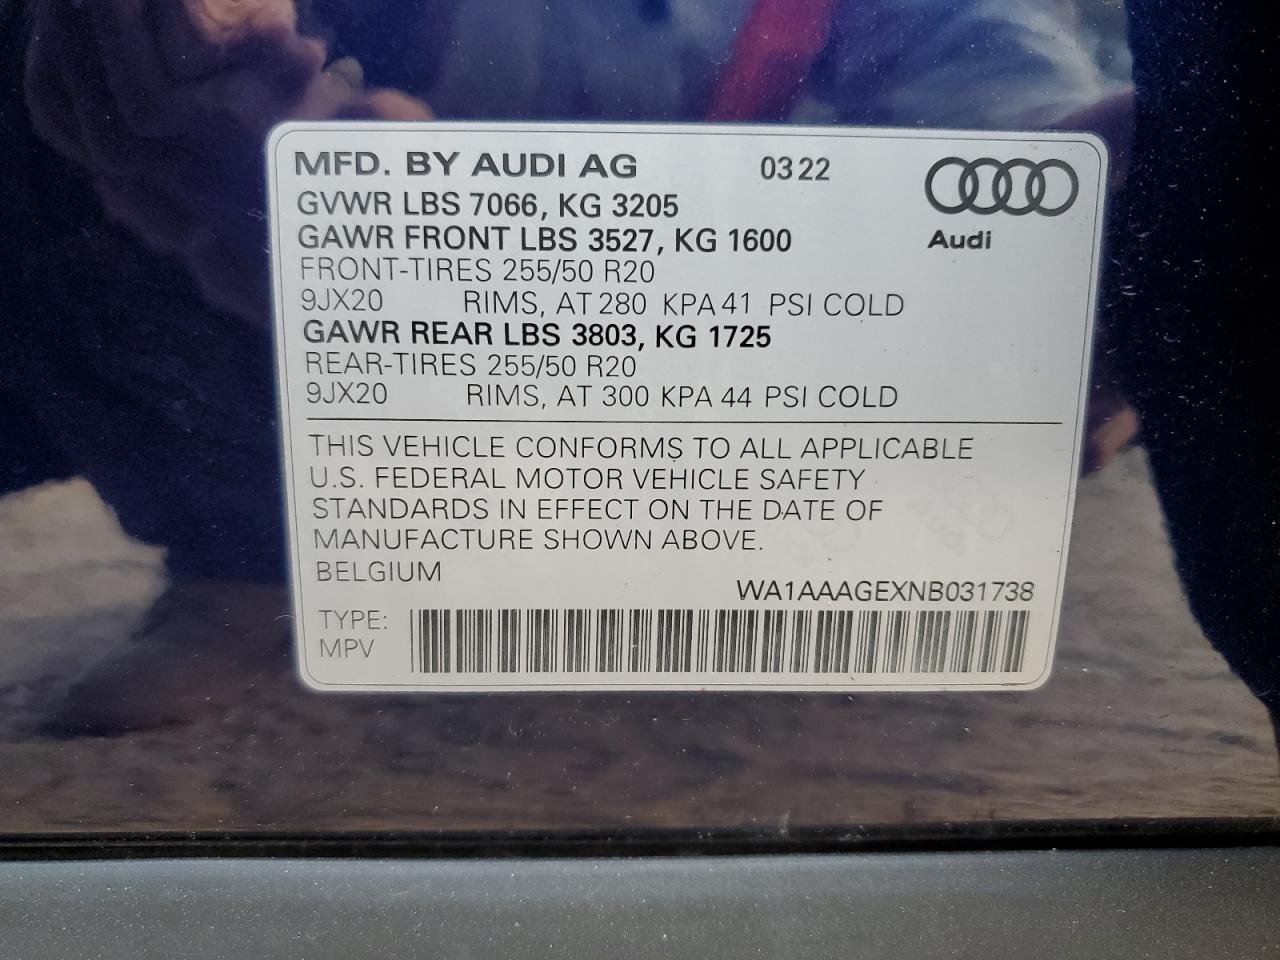 MFD. BY AUDI AG 0322
GVWR LBS 7066, KG 3205
GAWR FRONT LBS 3527, KG 1600
Audi
FRONT-TIRES 255/50 R20
9JX20 RIMS, AT 280 KPA 41 PSI COLD
GAWR REAR LBS 3803, KG 1725
REAR-TIRES 255/50 R20
9JX20 RIMS, AT 300 KPA 44 PSI COLD
THIS VEHICLE CONFORMS TO ALL APPLICABLE
U.S. FEDERAL MOTOR VEHICLE SAFETY
STANDARDS IN EFFECT ON THE DATE OF
MANUFACTURE SHOWN ABOVE.
BELGIUM
WA1AAAGEXNB031738
TYPE:
MPV